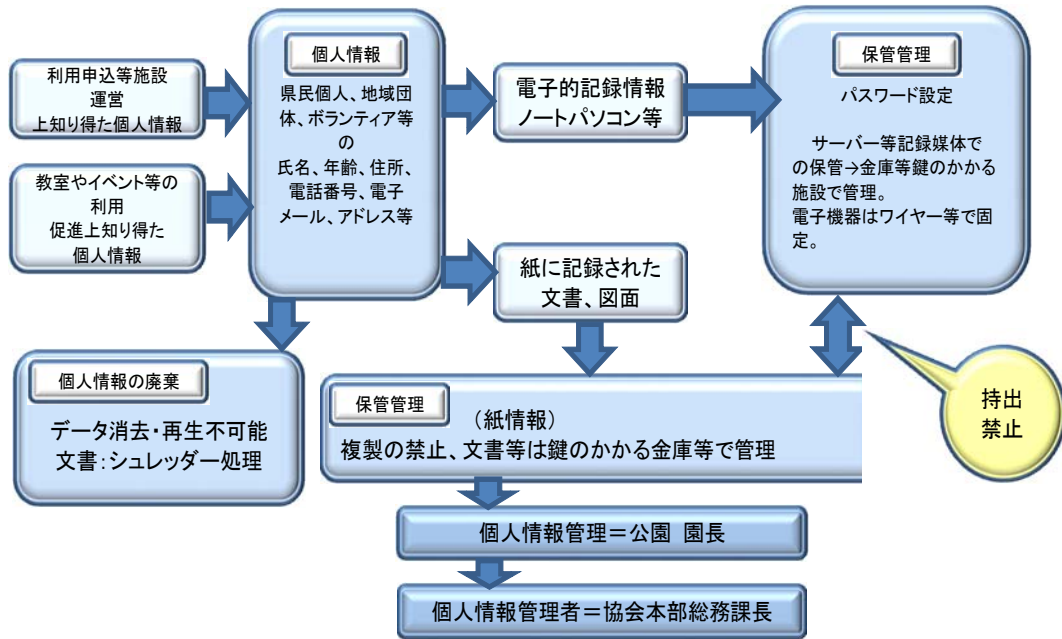 利用申込等施設
運営
上知り得た個人情報
教室やイベント等の
利用
促進上知り得た
個人情報
個人情報
県民個人、地域団
体、ボランティア等
の
氏名、年齢、住所、
電話番号、電子
メール、アドレス等
電子的記録情報
ノートパソコン等
紙に記録された
文書、図面
保管管理
パスワード設定
サーバー等記録媒体で
の保管→金庫等鍵のかかる
施設で管理。
電子機器はワイヤー等で固
定。
持出
禁止
個人情報の廃棄
データ消去・再生不可能
文書：シュレッダー処理
保管管理
（紙情報）
複製の禁止、文書等は鍵のかかる金庫等で管理
個人情報管理＝公園 園長
個人情報管理者＝協会本部総務課長